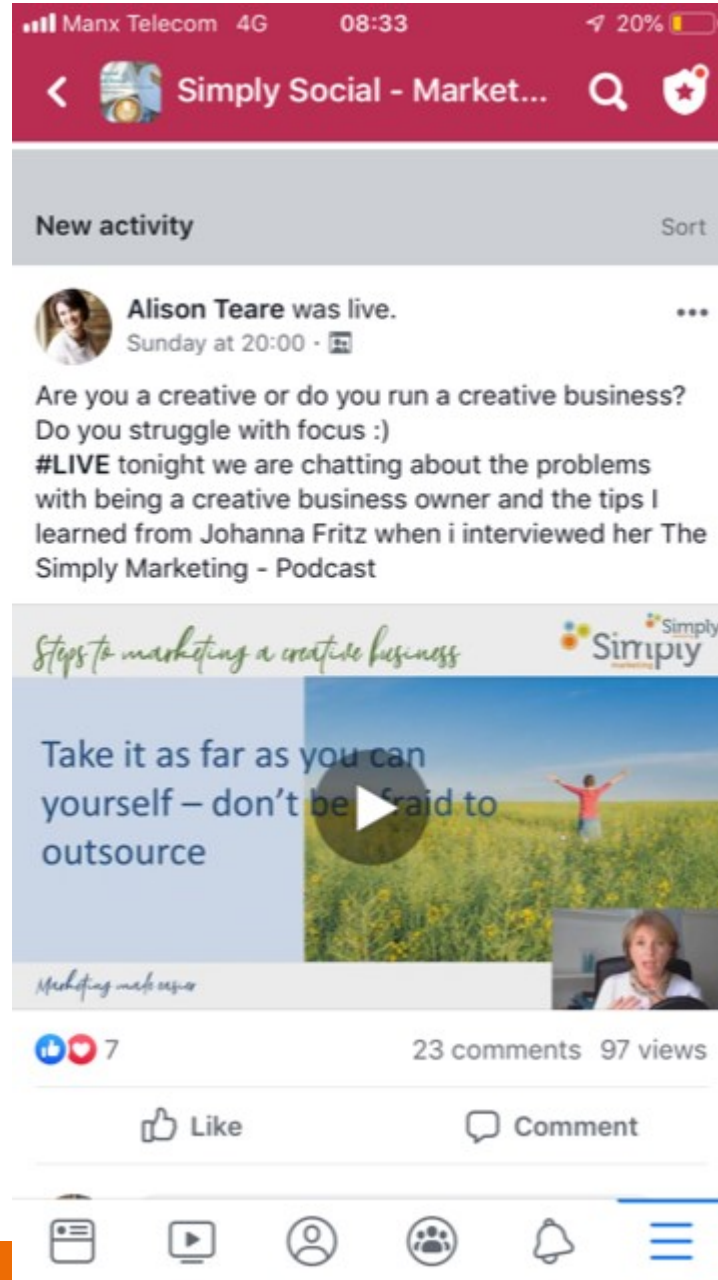 Manx Telecom 4G 08:33 20%
Simply Social - Market...
New activity Sort
Alison Teare was live.
Sunday at 20:00 ·
Are you a creative or do you run a creative business?
Do you struggle with focus :)
#LIVE tonight we are chatting about the problems
with being a creative business owner and the tips I
learned from Johanna Fritz when i interviewed her The
Simply Marketing - Podcast
Steps to marketing a creative business
Simply
Simply
marketing
Take it as far as you can
yourself – don't be afraid to
outsource
Marketing made easier
7 23 comments 97 views
Like Comment